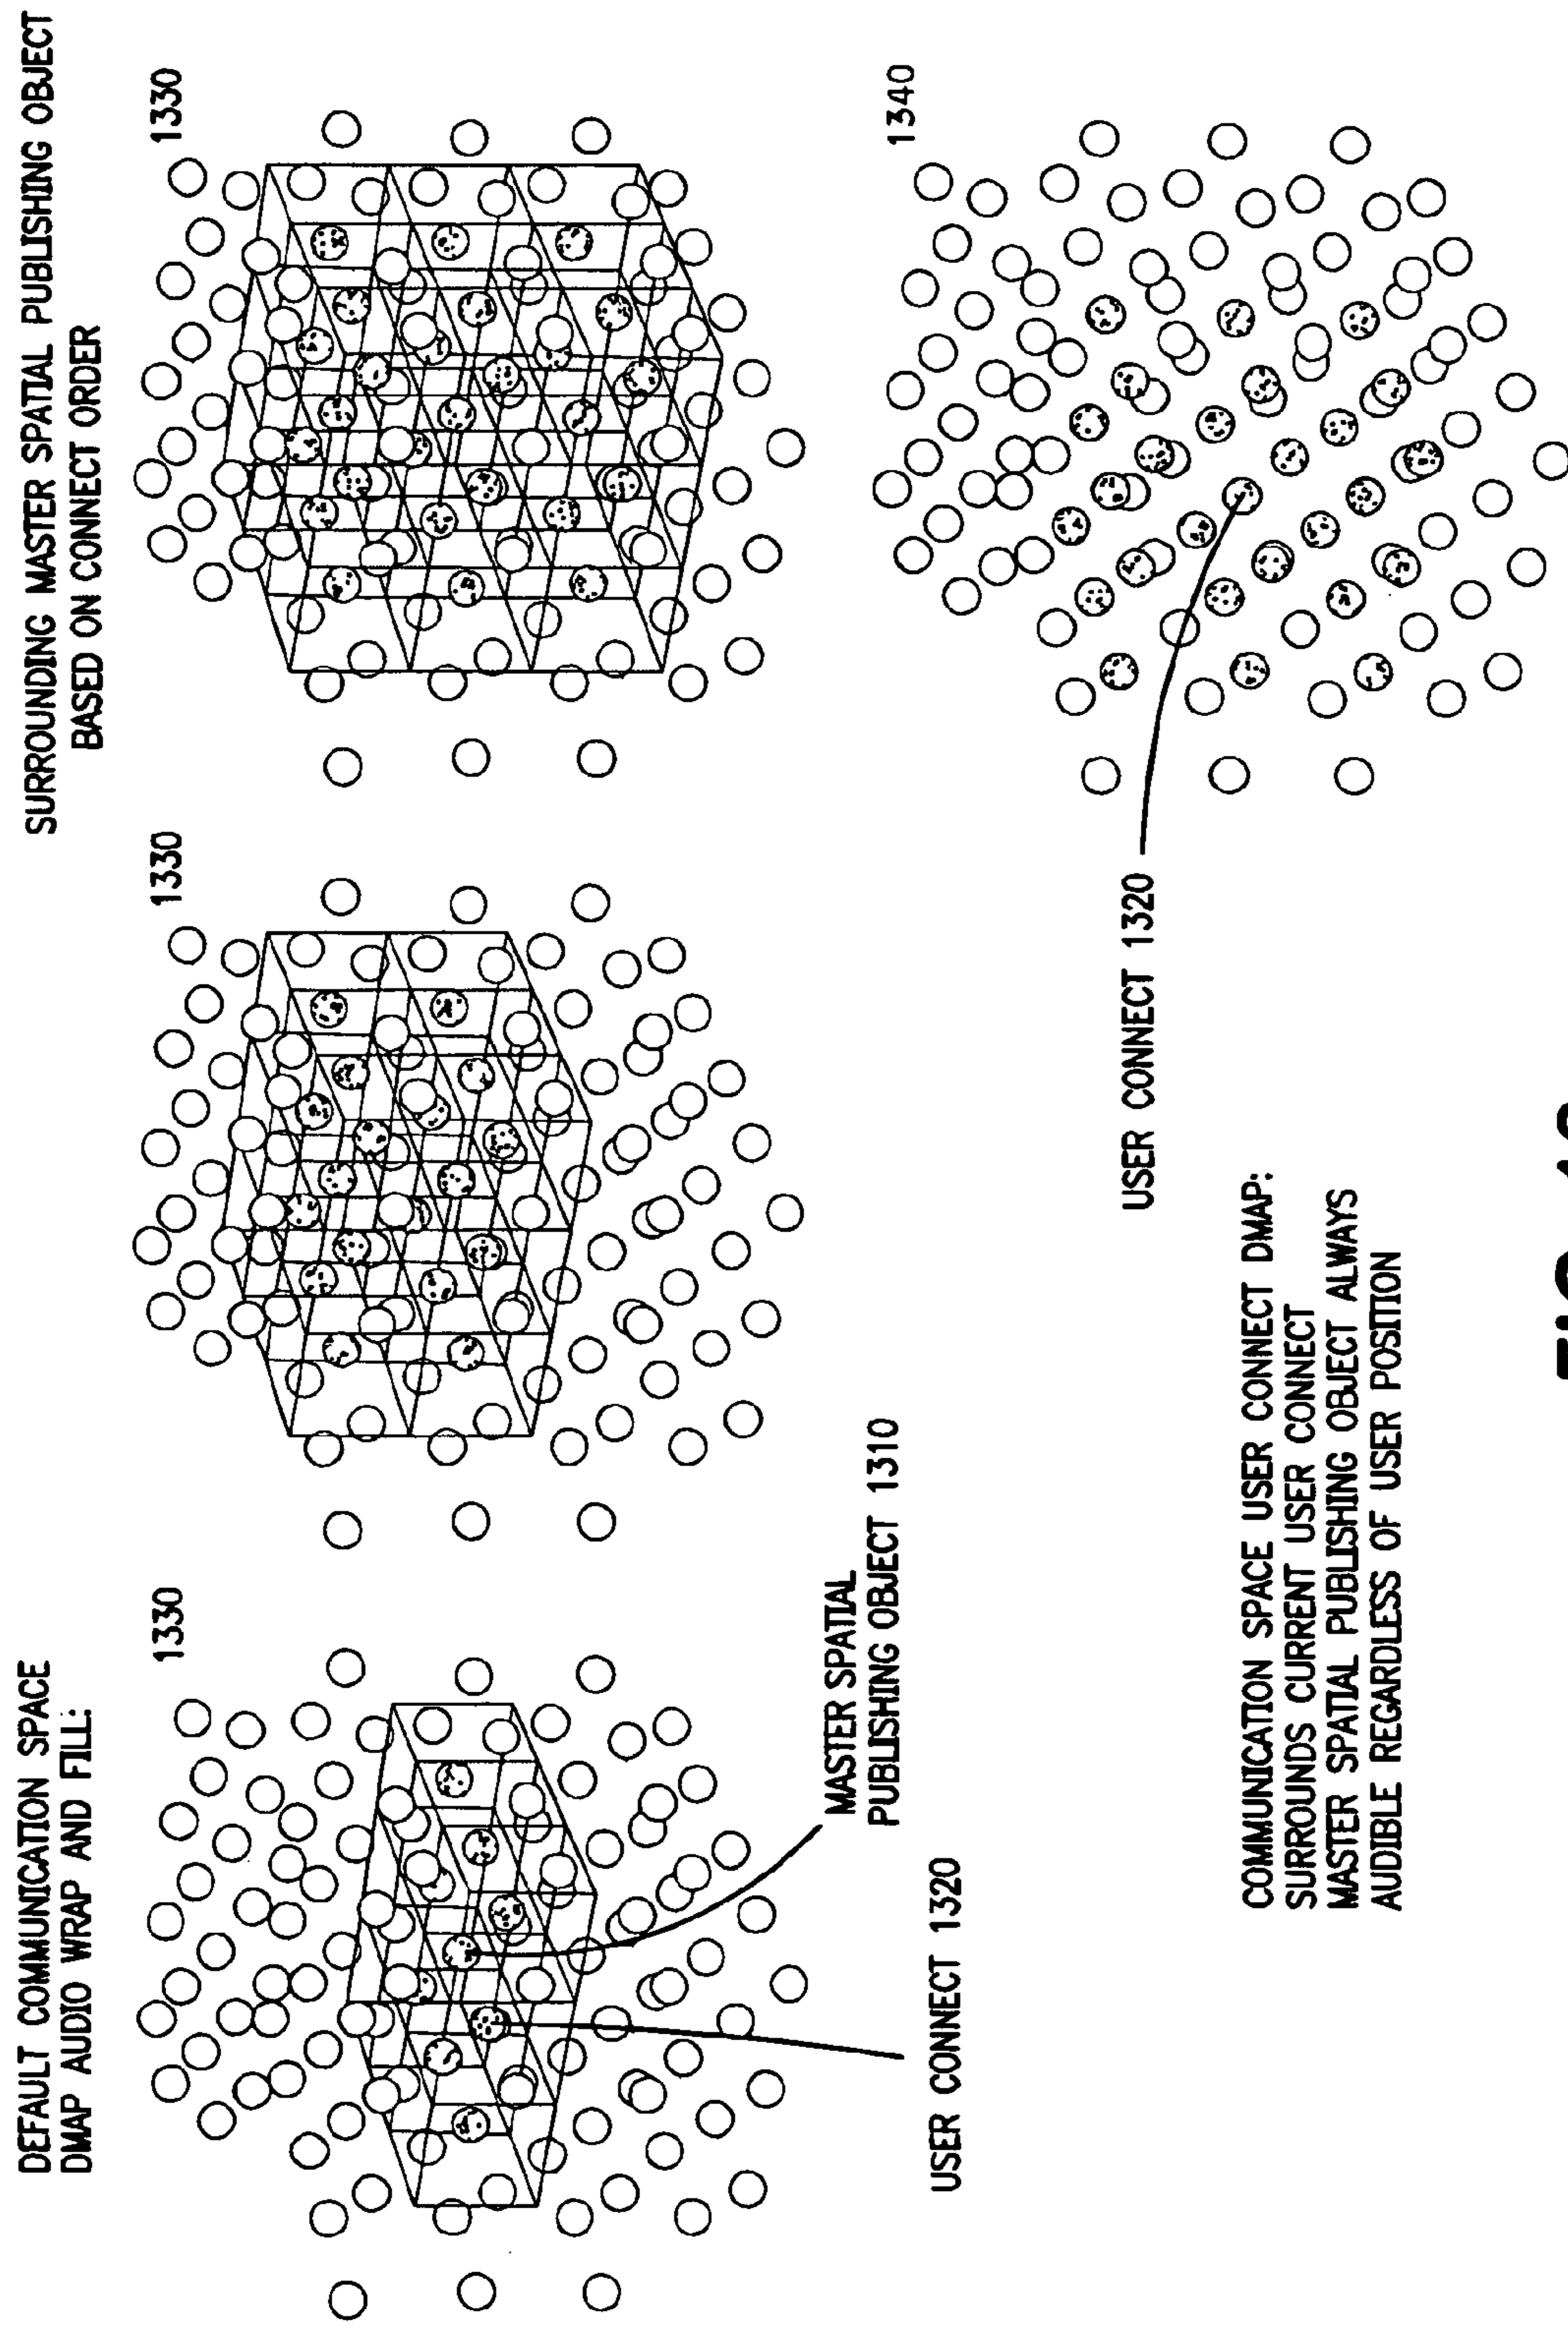 DEFAULT COMMUNICATION SPACE
DMAP AUDIO WRAP AND FILL:
SURROUNDING MASTER SPATIAL PUBLISHING OBJECT
BASED ON CONNECT ORDER
1330
1330
1330
MASTER SPATIAL
PUBLISHING OBJECT 1310
USER CONNECT 1320
1340
USER CONNECT 1320
COMMUNICATION SPACE USER CONNECT DMAP:
SURROUNDS CURRENT USER CONNECT
MASTER SPATIAL PUBLISHING OBJECT ALWAYS
AUDIBLE REGARDLESS OF USER POSITION